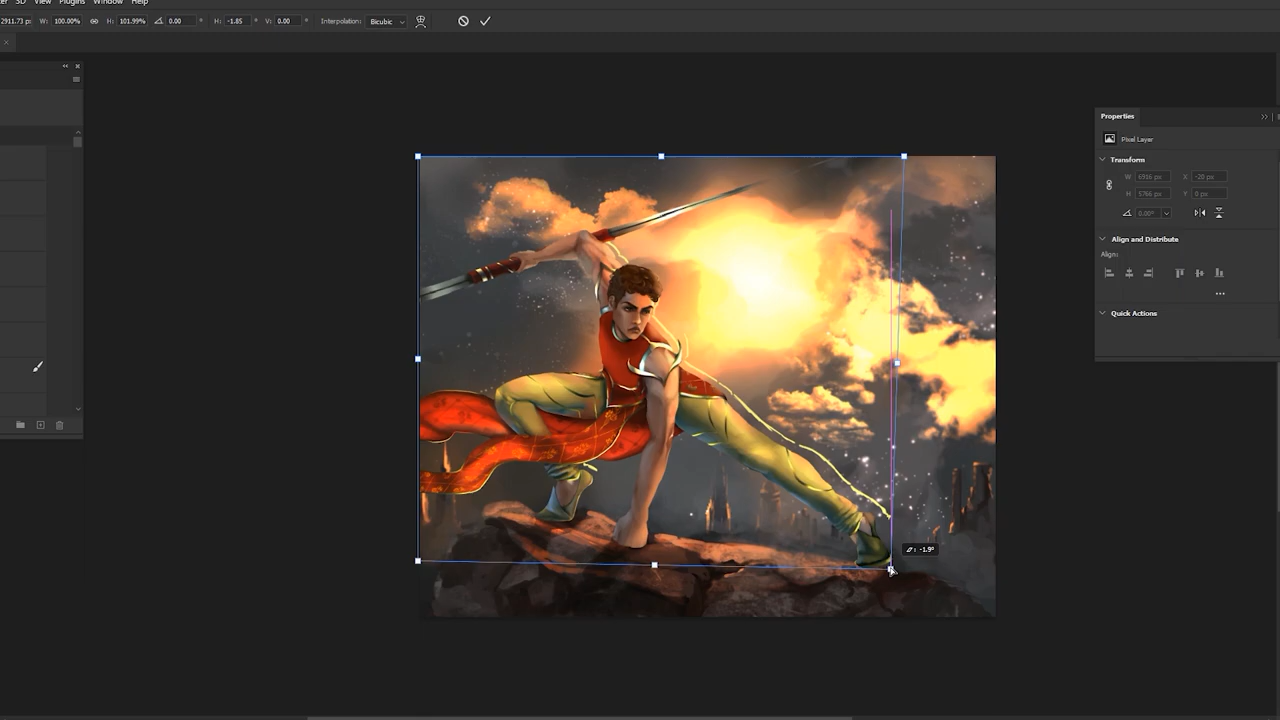 3D View Plugins Window Help
2911.73 px W: 100.00% H: 101.99% 0.00 ° H: -1.85 ° V: 0.00 ° Interpolation: Bicubic
Properties
Pixel Layer
Transform
W 6916 px X -20 px
H 5766 px Y 0 px
0.00°
Align and Distribute
Align:
Quick Actions
: -1.9°